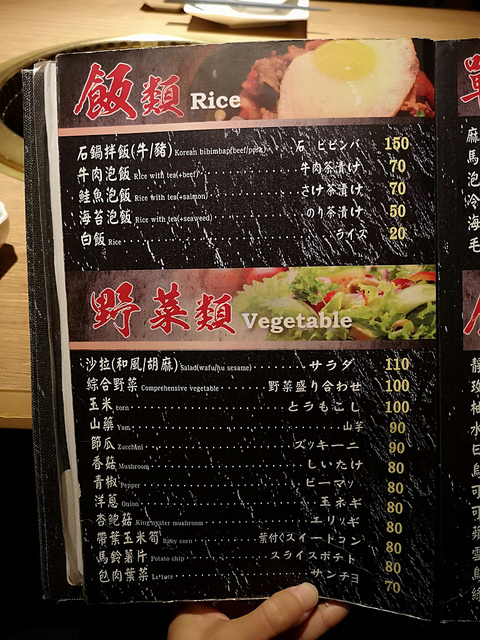 飯類 Rice
石鍋拌飯(牛/豬) Korean bibimbap(beef/pork) 石 ビビンバ 150
牛肉泡飯 Rice with tea(+beef) 牛肉茶漬け 70
鮭魚泡飯 Rice with tea(+salmon) さけ茶漬け 70
海苔泡飯 Rice with tea(+seaweed) のり茶漬け 50
白飯 Rice ライス 20
野菜類 Vegetable
沙拉(和風/胡麻) Salad(wafu/hu sesame) サラダ 110
綜合野菜 Comprehensive vegetable 野菜盛り合わせ 100
玉米 corn とうもこし 100
山藥 Yam 山芋 90
節瓜 Zucchini ズッキーニ 90
香菇 Mushroom しいたけ 80
青椒 Pepper ピーマン 80
洋蔥 Onion 玉ネギ 80
杏鮑菇 King oyster mushroom エリンギ 80
帶葉玉米筍 Baby corn 葉付くスイートコン 80
馬鈴薯片 Potato chip スライスポテト 80
包肉葉菜 Lettuce サンチョ 70